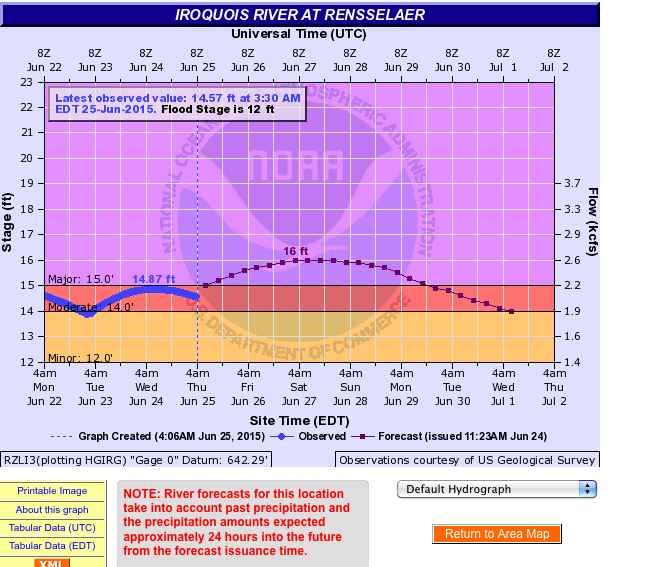 IROQUOIS RIVER AT RENSSELAER
Universal Time (UTC)
8Z 8Z 8Z 8Z 8Z 8Z 8Z 8Z 8Z 8Z 8Z
Jun 22 Jun 23 Jun 24 Jun 25 Jun 26 Jun 27 Jun 28 Jun 29 Jun 30 Jul 1 Jul 2
Latest observed value: 14.57 ft at 3:30 AM
EDT 25-Jun-2015. Flood Stage is 12 ft
23
22
21
20
19
18
17
16
15
14
13
12
Stage (ft)
3.7
3.3
2.9
2.6
2.2
1.9
1.6
1.4
Flow (kcfs)
NATIONAL OCEANIC AND ATMOSPHERIC ADMINISTRATION
NOAA
U.S. DEPARTMENT OF COMMERCE
16 ft
Major: 15.0'
14.87 ft
Moderate: 14.0'
Minor: 12.0'
4am 4am 4am 4am 4am 4am 4am 4am 4am 4am 4am
Mon Tue Wed Thu Fri Sat Sun Mon Tue Wed Thu
Jun 22 Jun 23 Jun 24 Jun 25 Jun 26 Jun 27 Jun 28 Jun 29 Jun 30 Jul 1 Jul 2
Site Time (EDT)
Graph Created (4:06AM Jun 25, 2015) Observed Forecast (issued 11:23AM Jun 24)
RZLI3(plotting HGIRG) "Gage 0" Datum: 642.29' Observations courtesy of US Geological Survey
Printable Image
About this graph
Tabular Data (UTC)
Tabular Data (EDT)
XML
NOTE: River forecasts for this location
take into account past precipitation and
the precipitation amounts expected
approximately 24 hours into the future
from the forecast issuance time.
Default Hydrograph
Return to Area Map